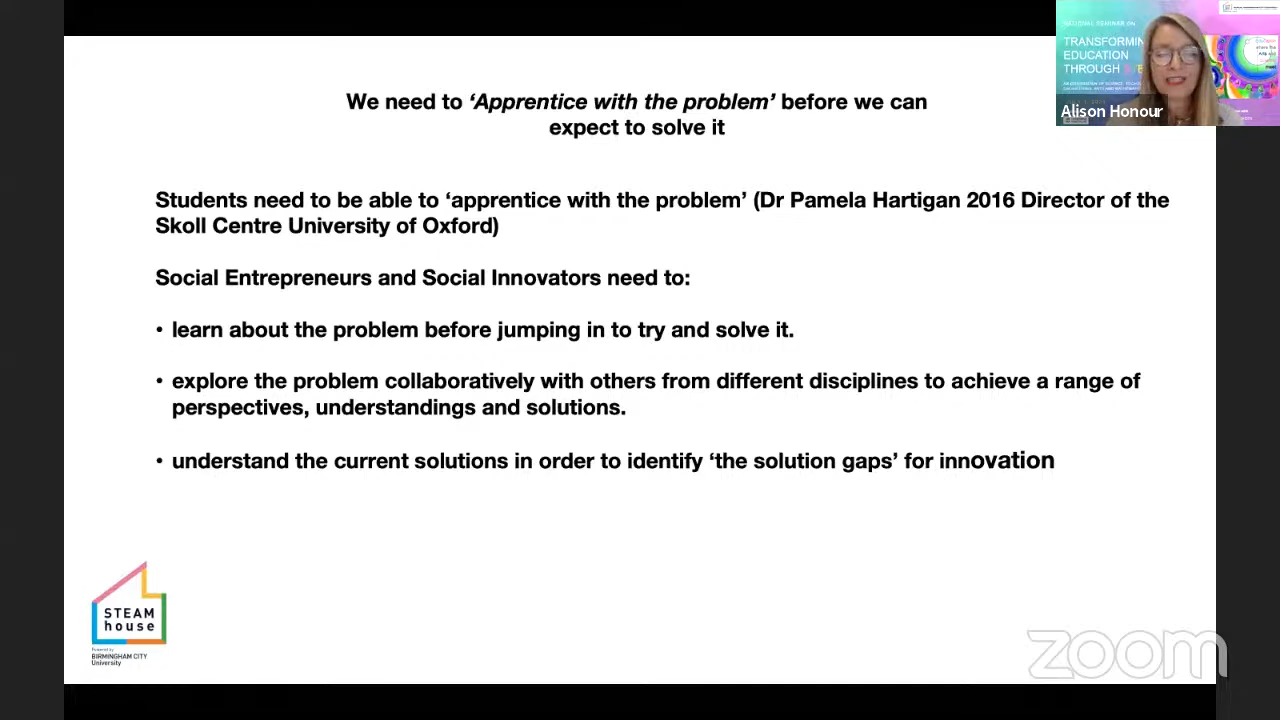 We need to ‘Apprentice with the problem’ before we can
expect to solve it
Students need to be able to ‘apprentice with the problem’ (Dr Pamela Hartigan 2016 Director of the
Skoll Centre University of Oxford)
Social Entrepreneurs and Social Innovators need to:
• learn about the problem before jumping in to try and solve it.
• explore the problem collaboratively with others from different disciplines to achieve a range of
perspectives, understandings and solutions.
• understand the current solutions in order to identify ‘the solution gaps’ for innovation
STEAM
house
Powered by
BIRMINGHAM CITY
University
NATIONAL SEMINAR ON
TRANSFORMIN
EDUCATION
THROUGH
Alison Honour
zoom